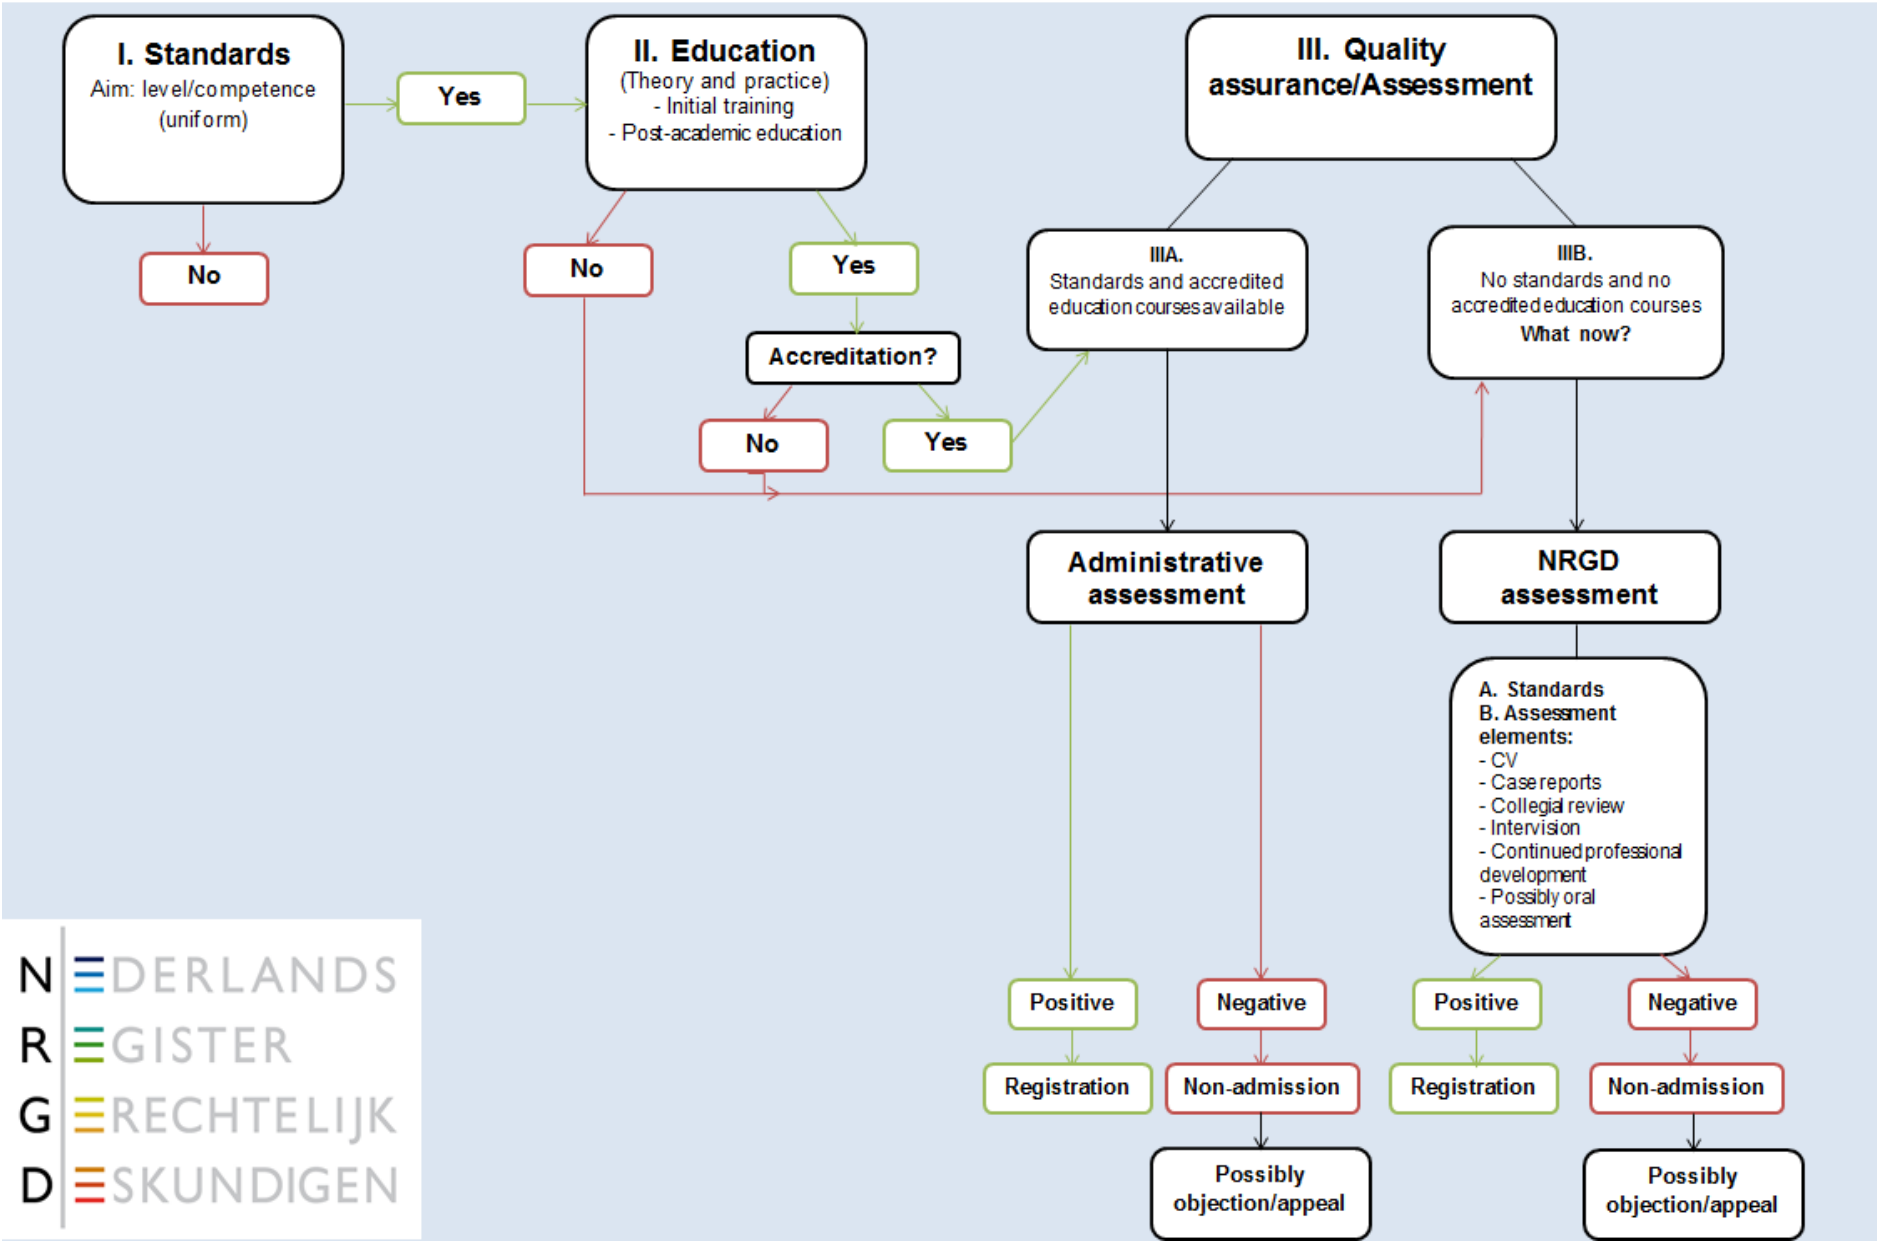 I. Standards
Aim: level/competence
(uniform)
Yes
No
II. Education
(Theory and practice)
- Initial training
- Post-academic education
No
Yes
Accreditation?
No
Yes
III. Quality
assurance/Assessment
IIIA.
Standards and accredited
education courses available
IIIB.
No standards and no
accredited education courses
What now?
Administrative
assessment
NRGD
assessment
A. Standards
B. Assessment
elements:
- CV
- Case reports
- Collegial review
- Intervision
- Continued professional
development
- Possibly oral
assessment
Positive
Negative
Positive
Negative
Registration
Non-admission
Registration
Non-admission
Possibly
objection/appeal
Possibly
objection/appeal
NEDERLANDS
REGISTER
GERECHTELIJK
DESKUNDIGEN